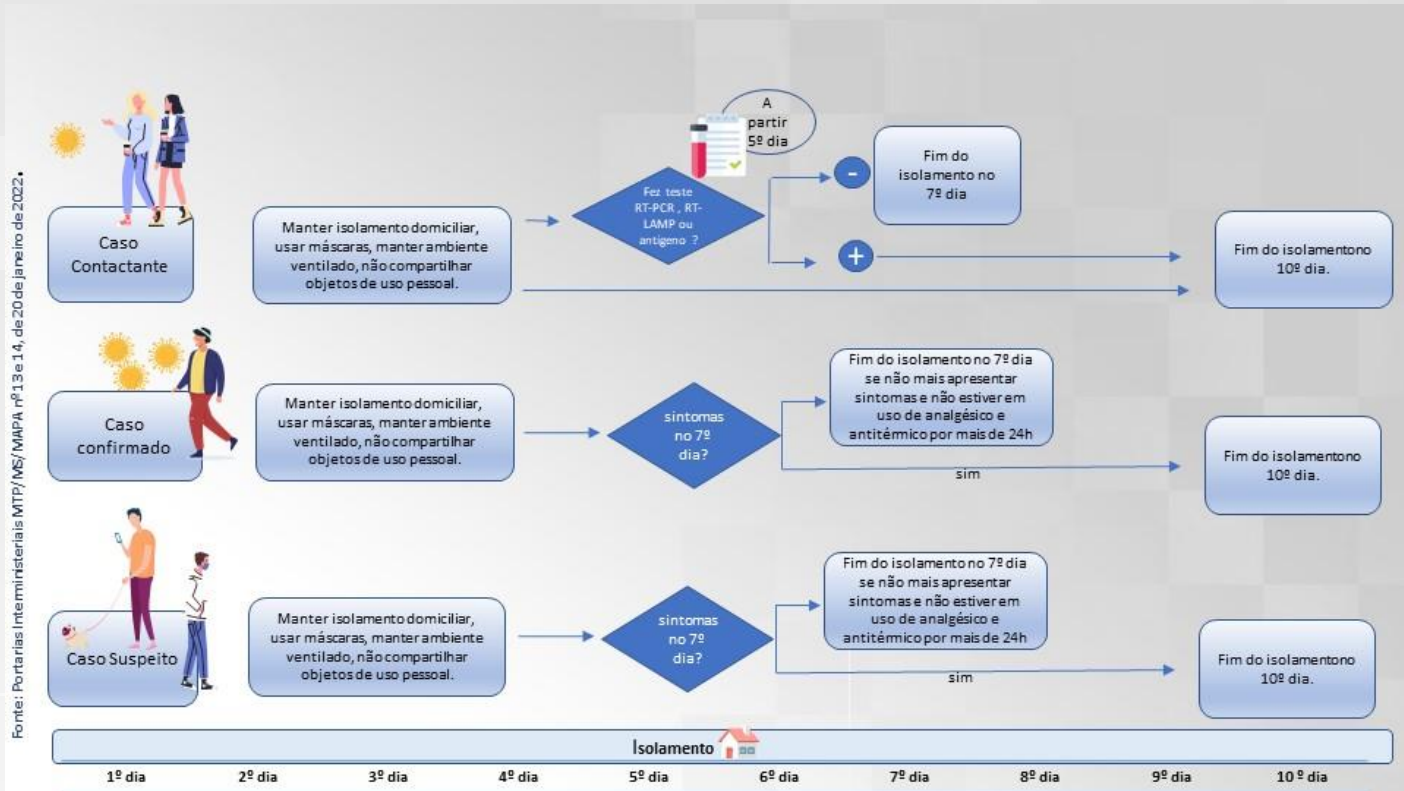 Fonte: Portarias Interministeriais MTP/MS/MAPA nº 13 e 14, de 20 de janeiro de 2022.
A
partir
5º dia
Caso
Contactante
Manter isolamento domiciliar,
usar máscaras, manter ambiente
ventilado, não compartilhar
objetos de uso pessoal.
Fez teste
RT-PCR , RT-
LAMP ou
antigeno ?
-
Fim do
isolamento no
7º dia
+
Fim do isolamentono
10º dia.
Caso
confirmado
Manter isolamento domiciliar,
usar máscaras, manter ambiente
ventilado, não compartilhar
objetos de uso pessoal.
sintomas
no 7º
dia?
Fim do isolamento no 7º dia
se não mais apresentar
sintomas e não estiver em
uso de analgésico e
antitérmico por mais de 24h
sim
Fim do isolamentono
10º dia.
Caso Suspeito
Manter isolamento domiciliar,
usar máscaras, manter ambiente
ventilado, não compartilhar
objetos de uso pessoal.
sintomas
no 7º
dia?
Fim do isolamento no 7º dia
se não mais apresentar
sintomas e não estiver em
uso de analgésico e
antitérmico por mais de 24h
sim
Fim do isolamentono
10º dia.
Isolamento
1º dia 2º dia 3º dia 4º dia 5º dia 6º dia 7º dia 8º dia 9º dia 10 º dia